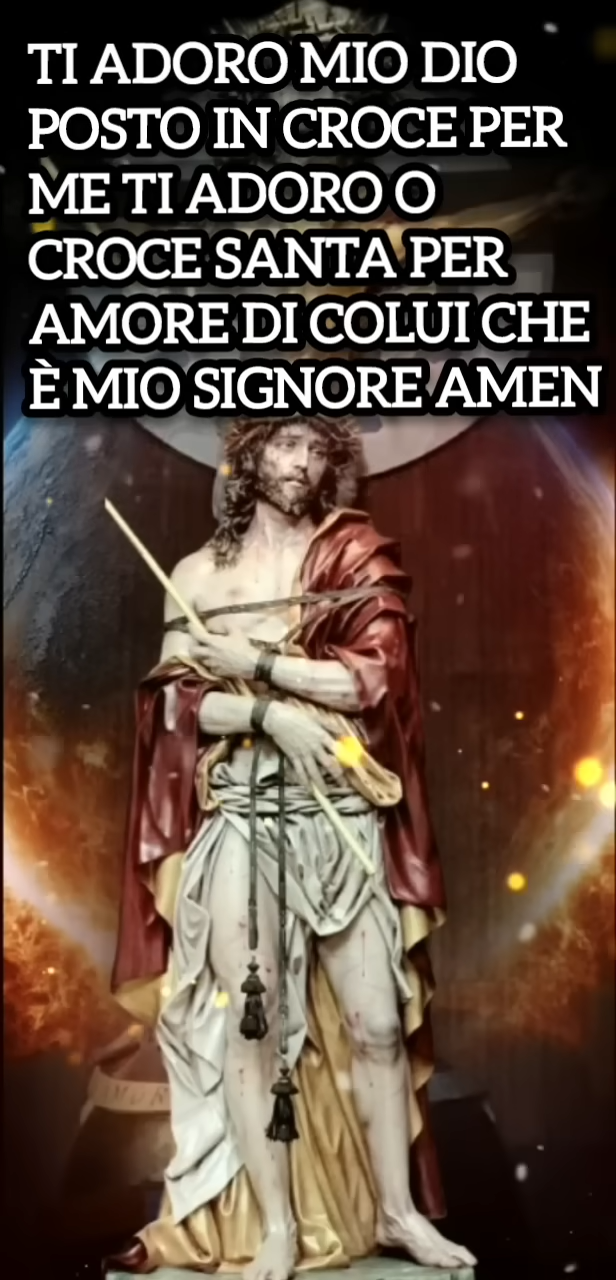 TI ADORO MIO DIO
POSTO IN CROCE PER
ME TI ADORO O
CROCE SANTA PER
AMORE DI COLUI CHE
È MIO SIGNORE AMEN